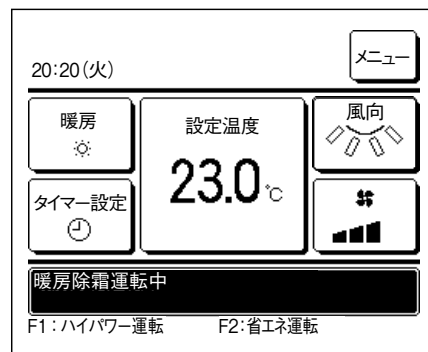 20:20(火)
メニュー
暖房
設定温度
23.0℃
風向
タイマー設定
暖房除霜運転中
F1：ハイパワー運転 F2：省エネ運転